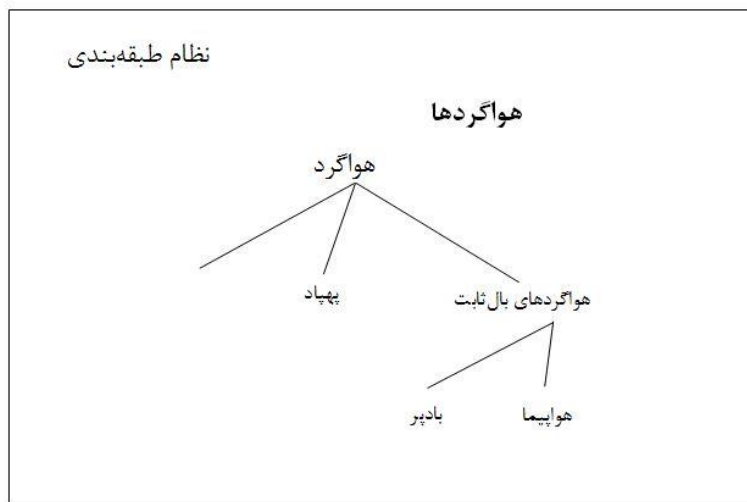 نظام طبقه‌بندی
هواگردها
هواگرد
هواگردهای بال‌ثابت
پهپاد
هواپیما
بادپر